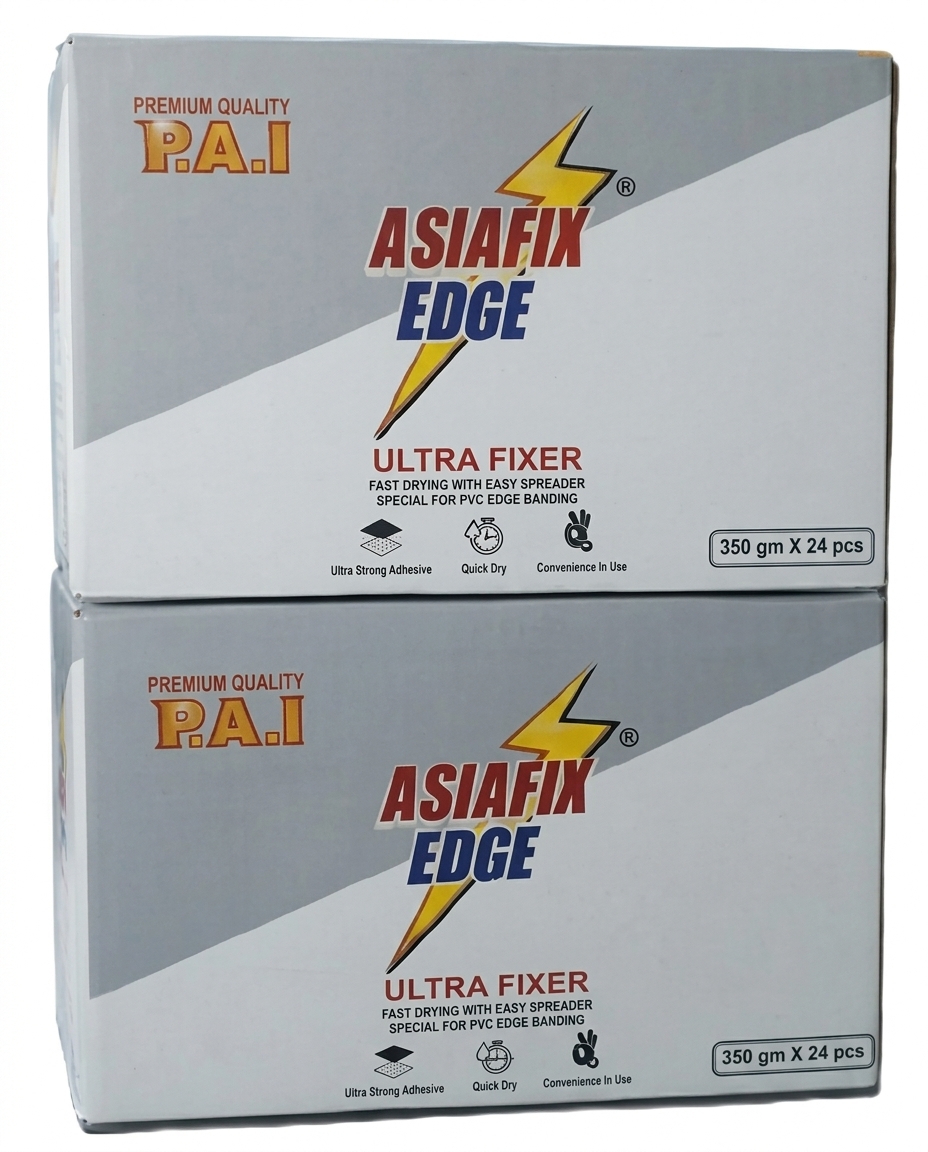 PREMIUM QUALITY
P.A.I
®
ASIAFIX
EDGE
ULTRA FIXER
FAST DRYING WITH EASY SPREADER
SPECIAL FOR PVC EDGE BANDING
Ultra Strong Adhesive
Quick Dry
Convenience In Use
350 gm X 24 pcs
PREMIUM QUALITY
P.A.I
®
ASIAFIX
EDGE
ULTRA FIXER
FAST DRYING WITH EASY SPREADER
SPECIAL FOR PVC EDGE BANDING
Ultra Strong Adhesive
Quick Dry
Convenience In Use
350 gm X 24 pcs